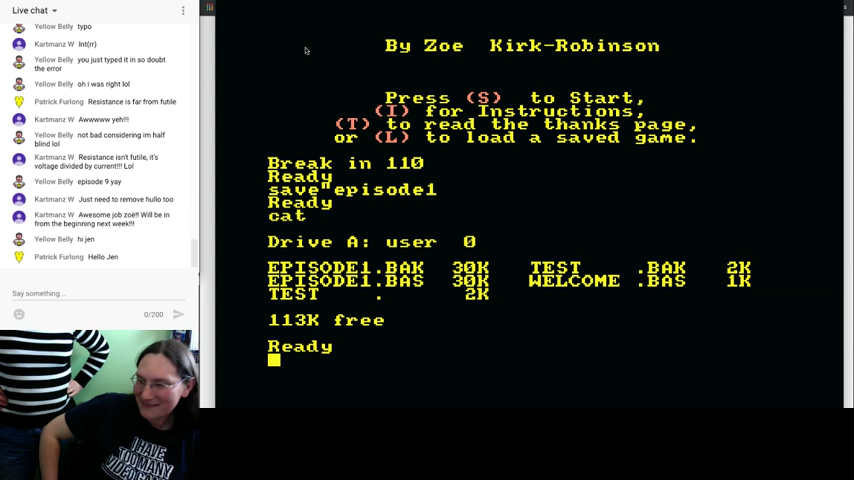 Live chat
Yellow Belly typo
Kartmanz W Int(rr)
Yellow Belly you just typed it in so doubt
the error
Yellow Belly oh i was right lol
Patrick Furlong Resistance is far from futile
Kartmanz W Awwwww yeh!!!
Yellow Belly not bad considering im half
blind lol
Kartmanz W Resistance isn't futile, it's
voltage divided by current!!! Lol
Yellow Belly episode 9 yay
Kartmanz W Just need to remove hullo too
Kartmanz W Awesome job zoë!! Will be in
from the beginning next week!!!
Yellow Belly hi jen
Patrick Furlong Hello Jen
Say something...
0/200
By Zoe Kirk-Robinson
Press (S) to Start,
(I) for Instructions,
(T) to read the thanks page,
or (L) to load a saved game.
Break in 110
Ready
save"episode1
Ready
cat
Drive A: user 0
EPISODE1.BAK 30K TEST .BAK 2K
EPISODE1.BAS 30K WELCOME .BAS 1K
TEST . 2K
113K free
Ready
I HAVE
TOO MANY
VIDEO GA